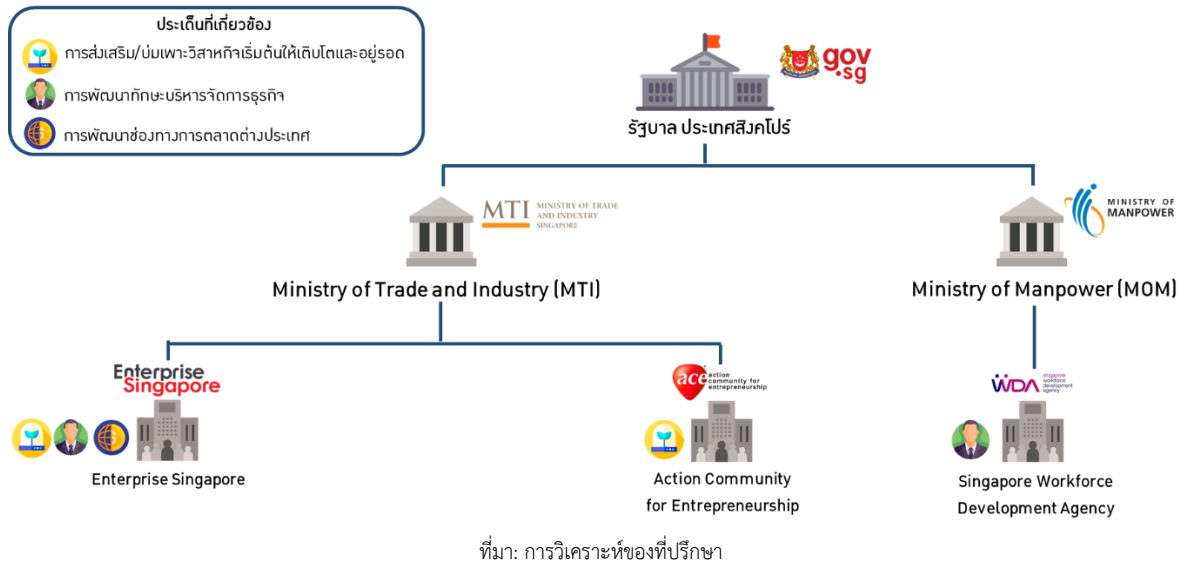 ประเด็นที่เกี่ยวข้อง
การส่งเสริม/บ่มเพาะวิสาหกิจเริ่มต้นให้เติบโตและอยู่รอด
การพัฒนาทักษะบริหารจัดการธุรกิจ
การพัฒนาช่องทางการตลาดต่างประเทศ
gov
.sg
รัฐบาล ประเทศสิงคโปร์
MTI
MINISTRY OF TRADE
AND INDUSTRY
SINGAPORE
MINISTRY OF
MANPOWER
Ministry of Trade and Industry (MTI)
Ministry of Manpower (MOM)
Enterprise
Singapore
ace
action
community for
entrepreneurship
WDA
singapore
workforce
development
agency
Enterprise Singapore
Action Community
for Entrepreneurship
Singapore Workforce
Development Agency
ที่มา: การวิเคราะห์ของที่ปรึกษา